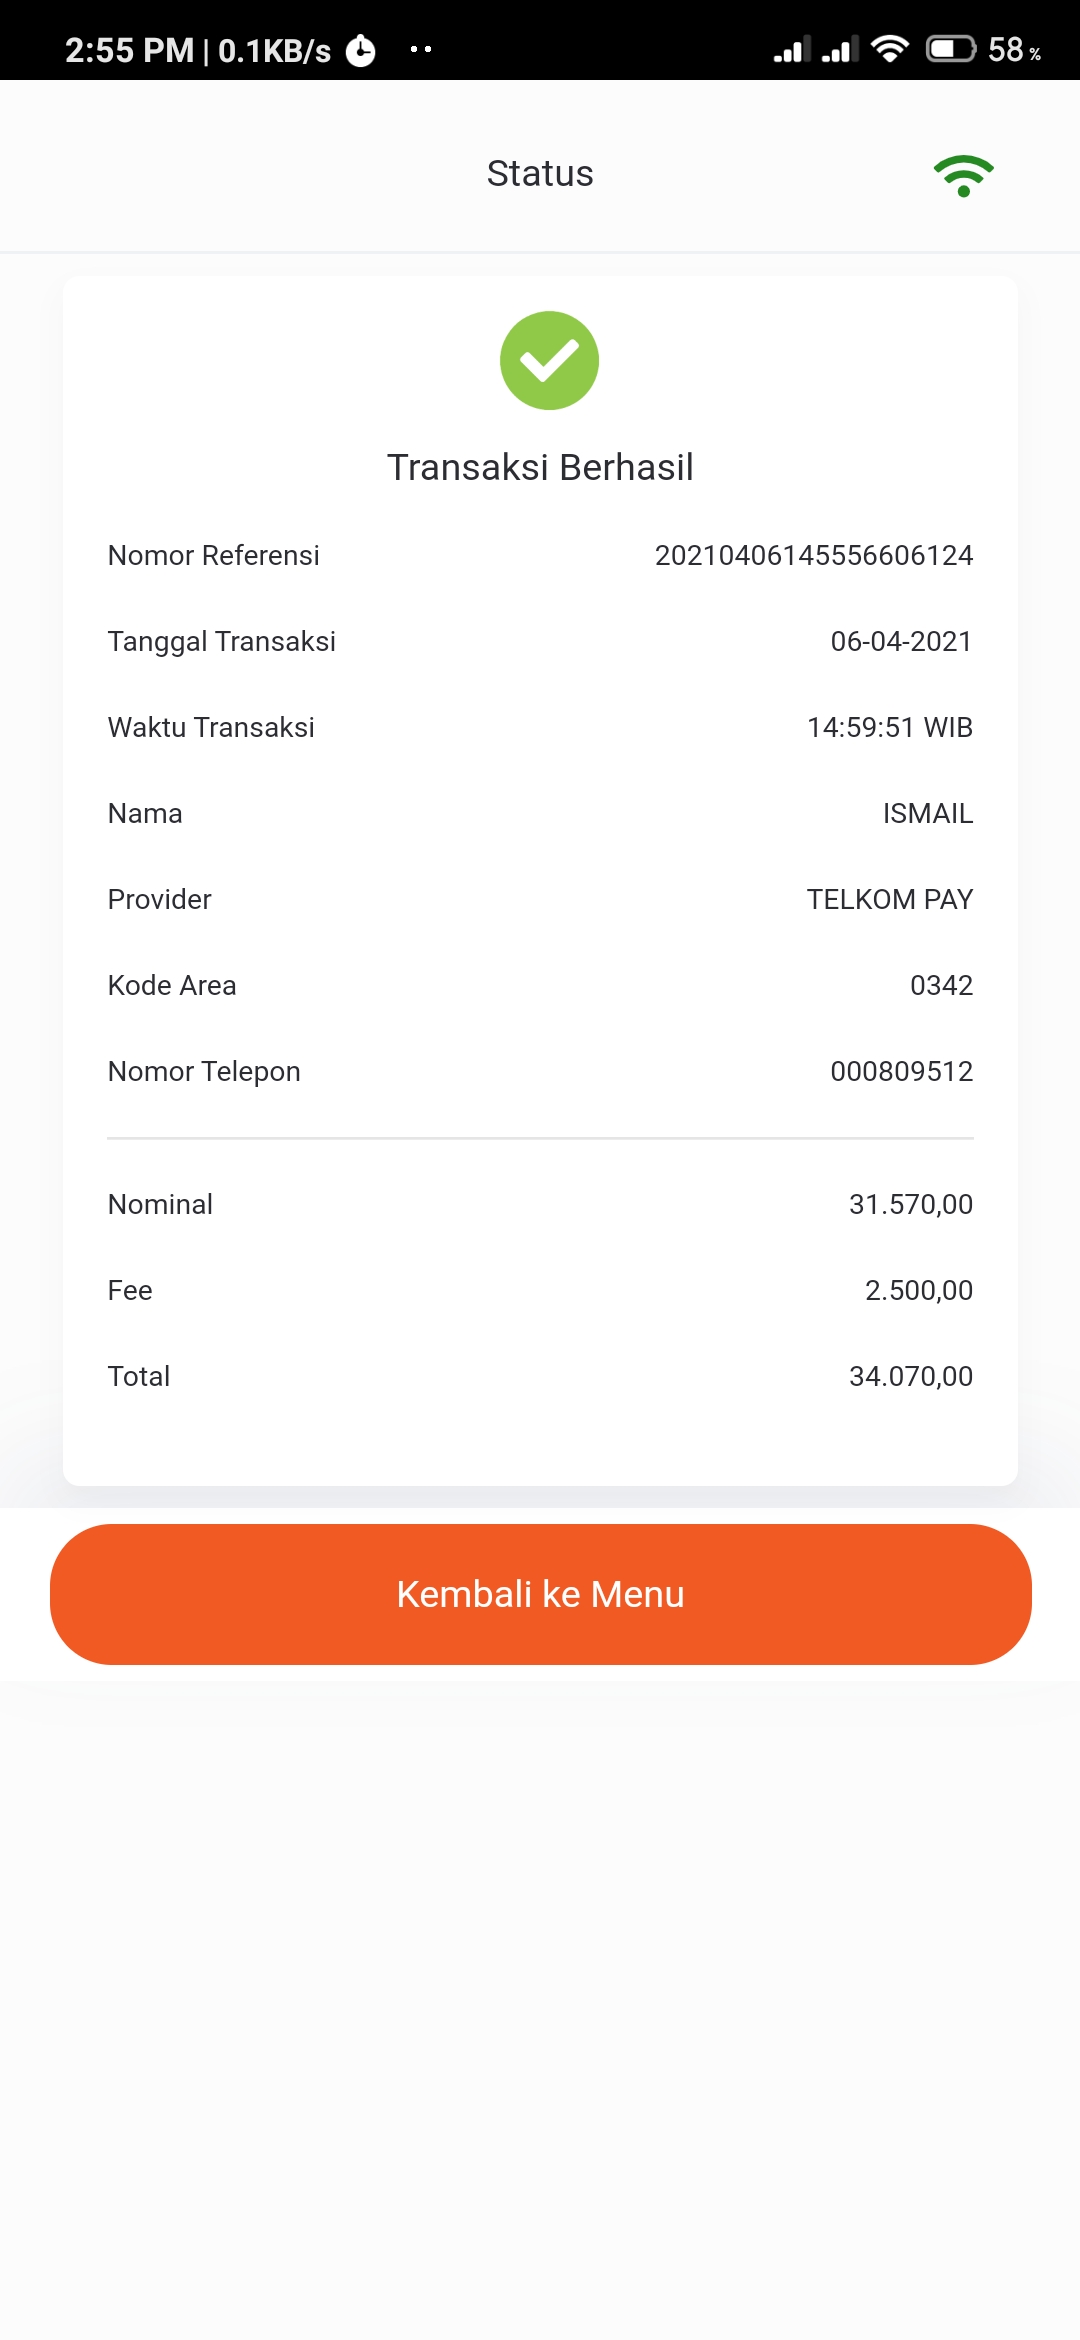 2:55 PM | 0.1KB/s 58%
Status
Transaksi Berhasil
Nomor Referensi 20210406145556606124
Tanggal Transaksi 06-04-2021
Waktu Transaksi 14:59:51 WIB
Nama ISMAIL
Provider TELKOM PAY
Kode Area 0342
Nomor Telepon 000809512
Nominal 31.570,00
Fee 2.500,00
Total 34.070,00
Kembali ke Menu